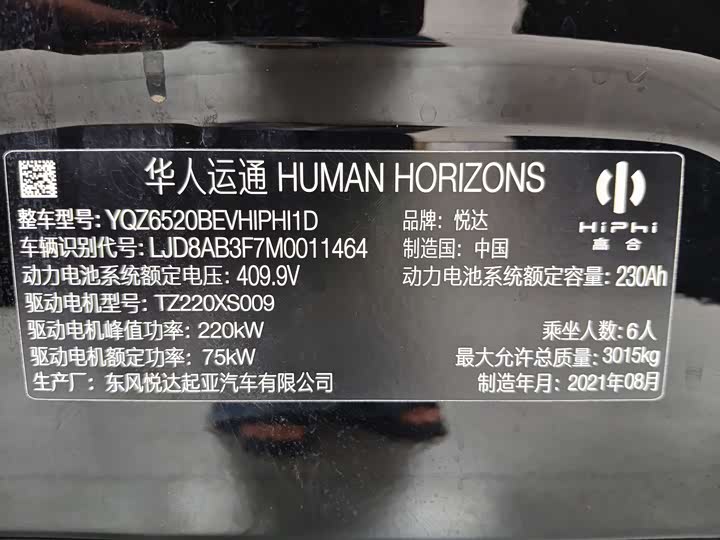 华人运通 HUMAN HORIZONS
整车型号: YQZ6520BEVHIPHI1D 品牌: 悦达
HiPhi
高合
车辆识别代号: LJD8AB3F7M0011464 制造国: 中国
动力电池系统额定电压: 409.9V 动力电池系统额定容量: 230Ah
驱动电机型号: TZ220XS009
驱动电机峰值功率: 220kW 乘坐人数: 6人
驱动电机额定功率: 75kW 最大允许总质量: 3015kg
生产厂: 东风悦达起亚汽车有限公司 制造年月: 2021年08月